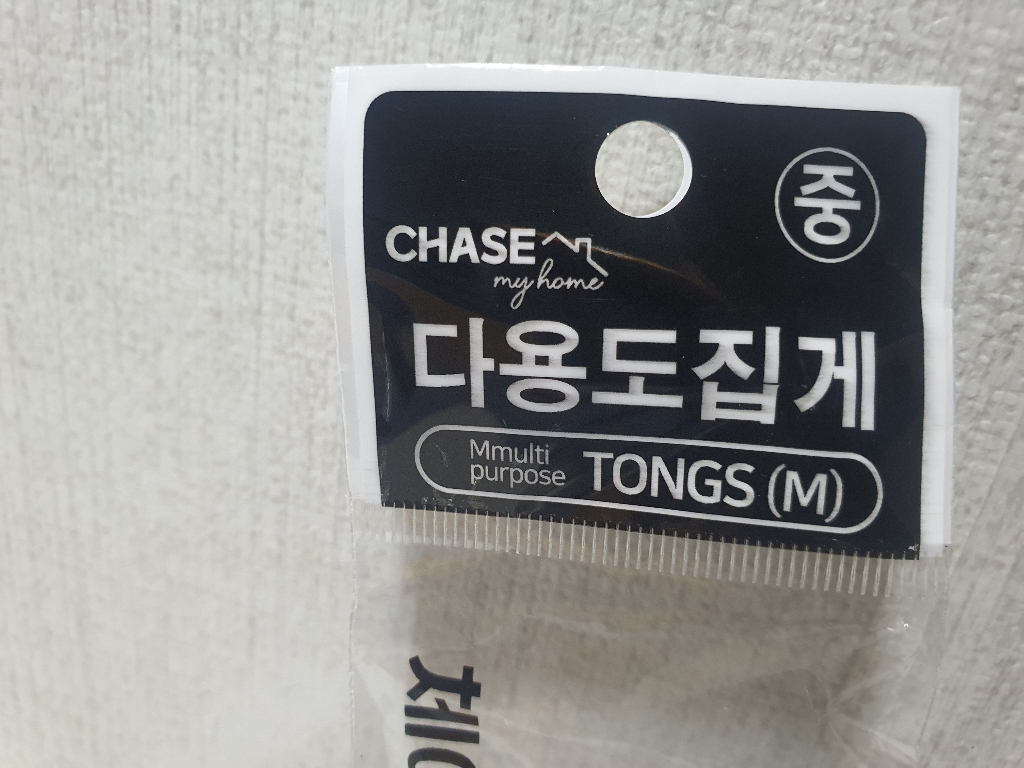 중
CHASE
my home
다용도집게
Mmulti
purpose
TONGS (M)